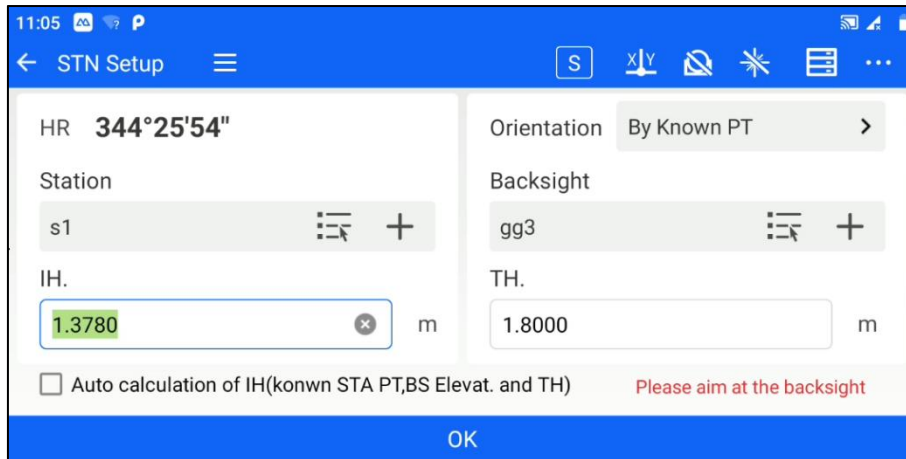 11:05
STN Setup
S
X Y
HR 344°25'54"
Orientation By Known PT
Station
Backsight
s1
gg3
IH.
TH.
1.3780 m
1.8000 m
Auto calculation of IH(konwn STA PT,BS Elevat. and TH)
Please aim at the backsight
OK